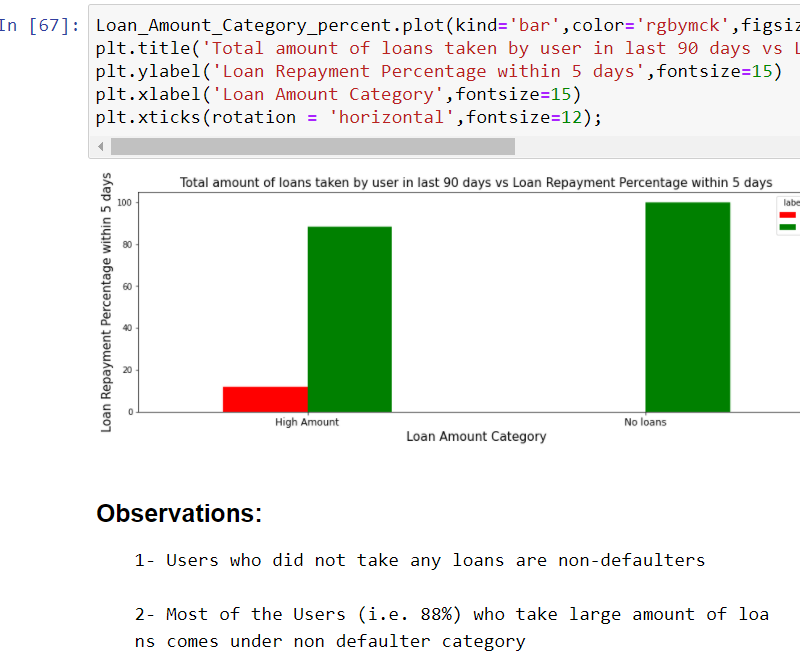 In [67]:
Loan_Amount_Category_percent.plot(kind='bar',color='rgbymck',figsiz
plt.title('Total amount of loans taken by user in last 90 days vs L
plt.ylabel('Loan Repayment Percentage within 5 days',fontsize=15)
plt.xlabel('Loan Amount Category',fontsize=15)
plt.xticks(rotation = 'horizontal',fontsize=12);
Total amount of loans taken by user in last 90 days vs Loan Repayment Percentage within 5 days
Loan Repayment Percentage within 5 days
100
80
60
40
20
0
labe
High Amount
No loans
Loan Amount Category
Observations:
1- Users who did not take any loans are non-defaulters
2- Most of the Users (i.e. 88%) who take large amount of loa
ns comes under non defaulter category